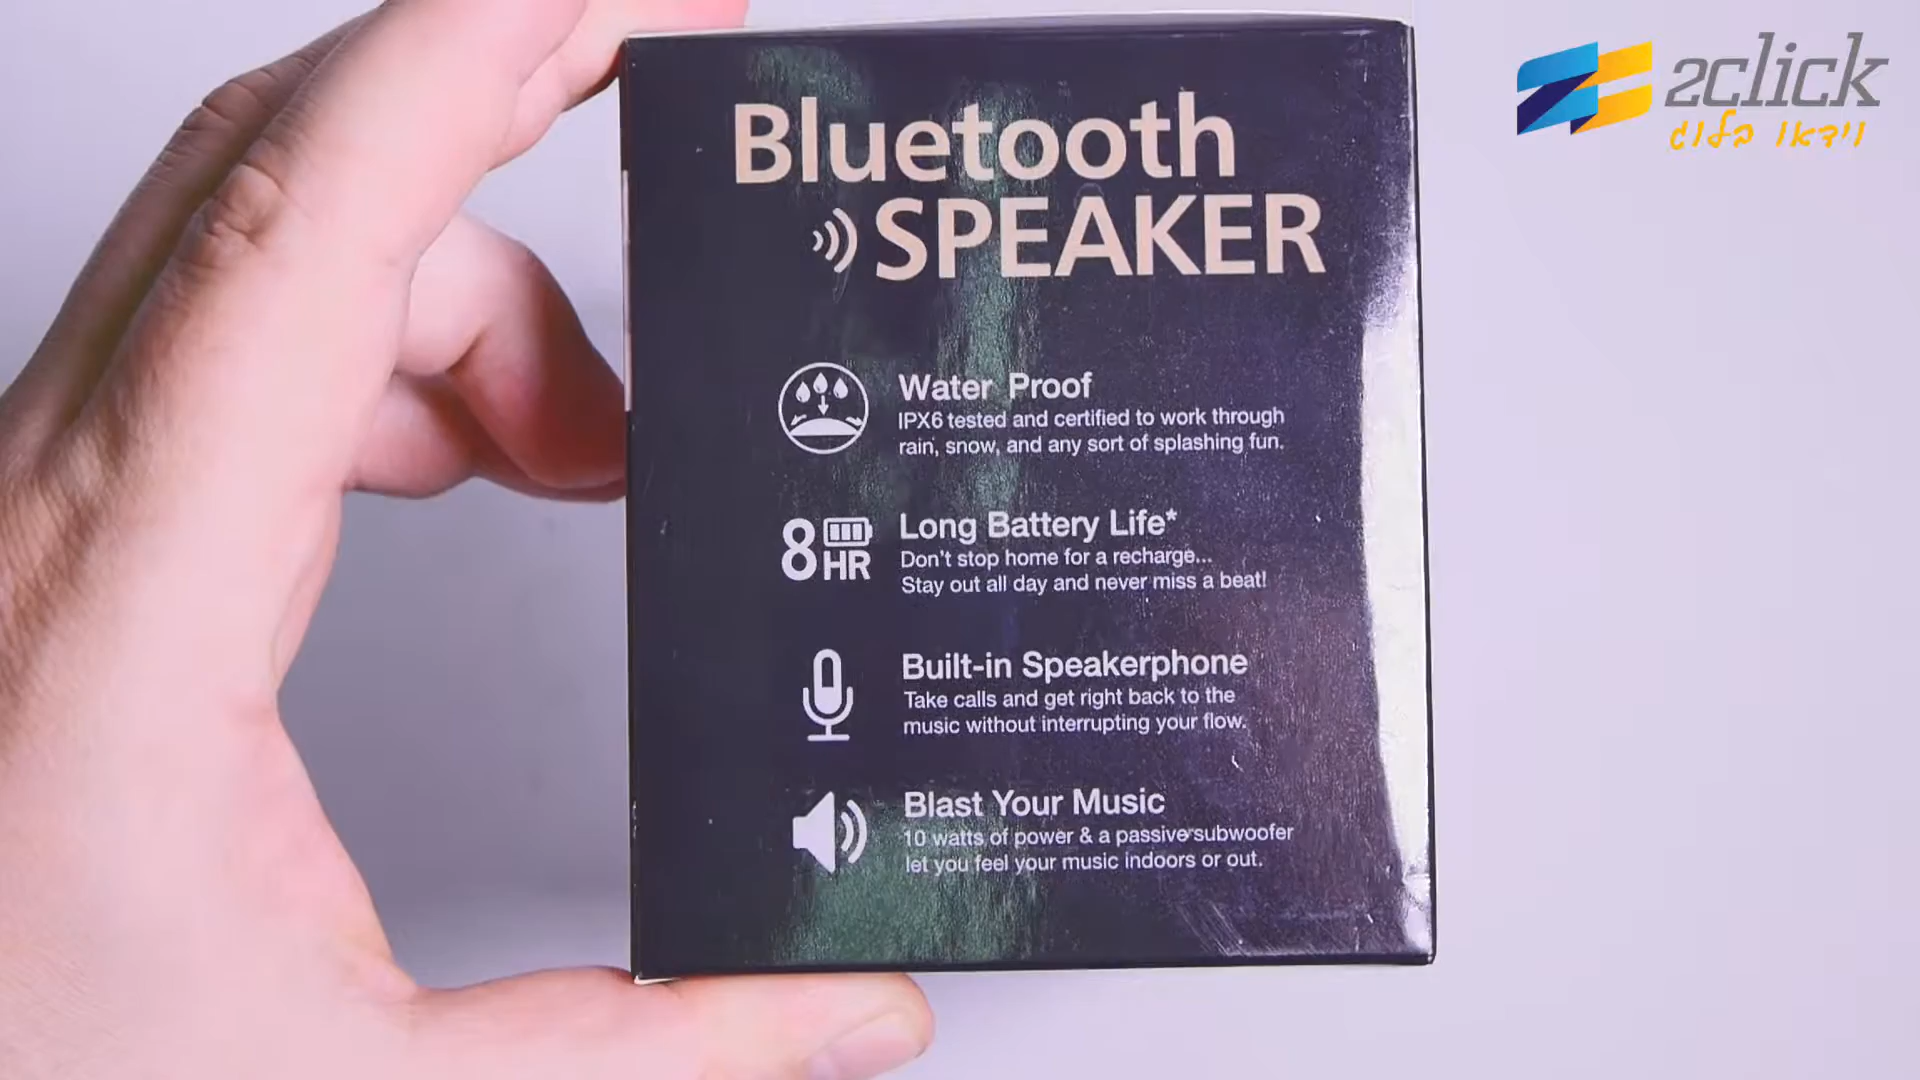 2click
וידאו בלוג
Bluetooth
SPEAKER
Water Proof
IPX6 tested and certified to work through
rain, snow, and any sort of splashing fun.
8 HR
Long Battery Life*
Don't stop home for a recharge...
Stay out all day and never miss a beat!
Built-in Speakerphone
Take calls and get right back to the
music without interrupting your flow.
Blast Your Music
10 watts of power & a passive subwoofer
let you feel your music indoors or out.